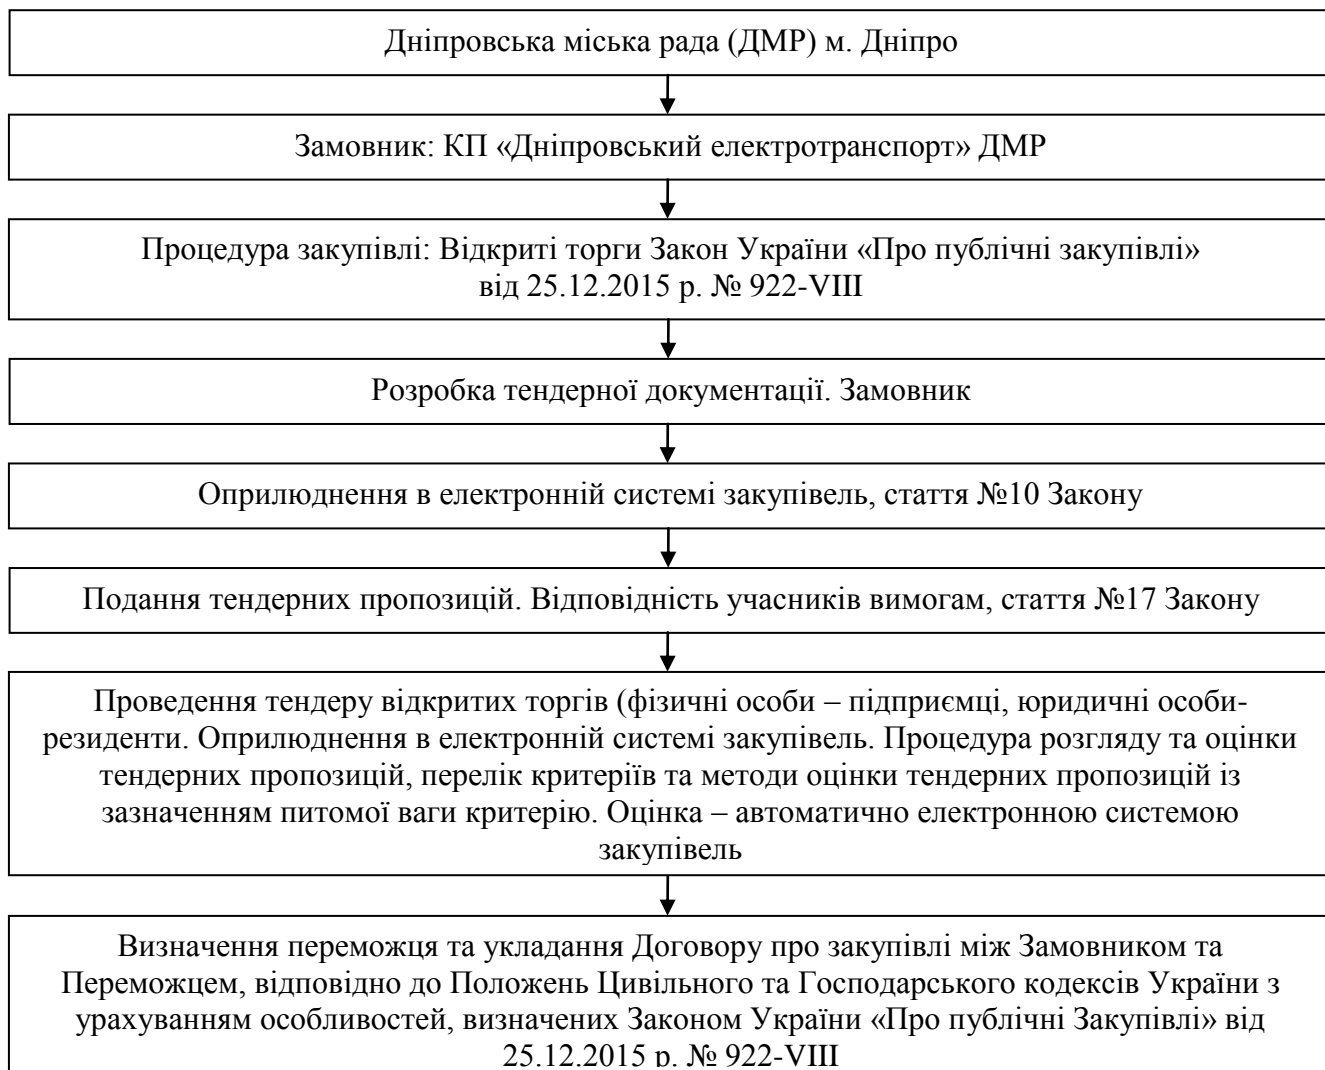 Дніпровська міська рада (ДМР) м. Дніпро
Замовник: КП «Дніпровський електротранспорт» ДМР
Процедура закупівлі: Відкриті торги Закон України «Про публічні закупівлі»
від 25.12.2015 р. № 922-VIII
Розробка тендерної документації. Замовник
Оприлюднення в електронній системі закупівель, стаття №10 Закону
Подання тендерних пропозицій. Відповідність учасників вимогам, стаття №17 Закону
Проведення тендеру відкритих торгів (фізичні особи – підприємці, юридичні особи-
резиденти. Оприлюднення в електронній системі закупівель. Процедура розгляду та оцінки
тендерних пропозицій, перелік критеріїв та методи оцінки тендерних пропозицій із
зазначенням питомої ваги критерію. Оцінка – автоматично електронною системою
закупівель
Визначення переможця та укладання Договору про закупівлі між Замовником та
Переможцем, відповідно до Положень Цивільного та Господарського кодексів України з
урахуванням особливостей, визначених Законом України «Про публічні Закупівлі» від
25.12.2015 р. № 922-VIII